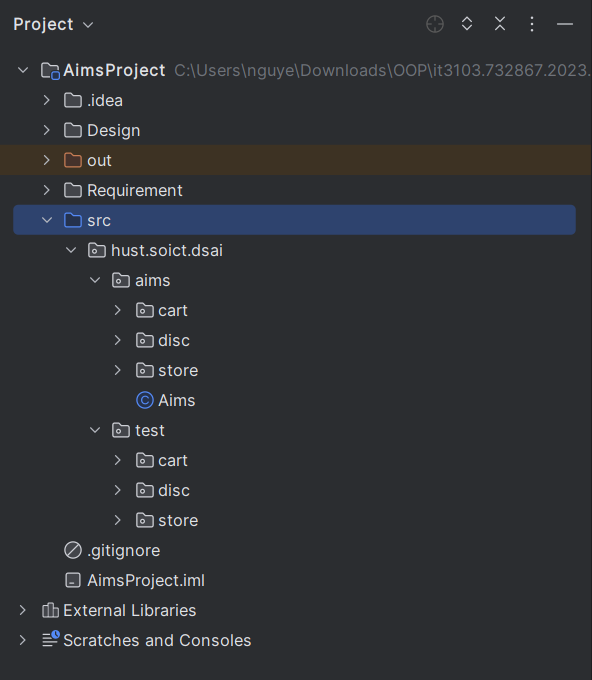 Project
AimsProject C:\Users\nguye\Downloads\OOP\it3103.732867.2023.
.idea
Design
out
Requirement
src
hust.soict.dsai
aims
cart
disc
store
Aims
test
cart
disc
store
.gitignore
AimsProject.iml
External Libraries
Scratches and Consoles